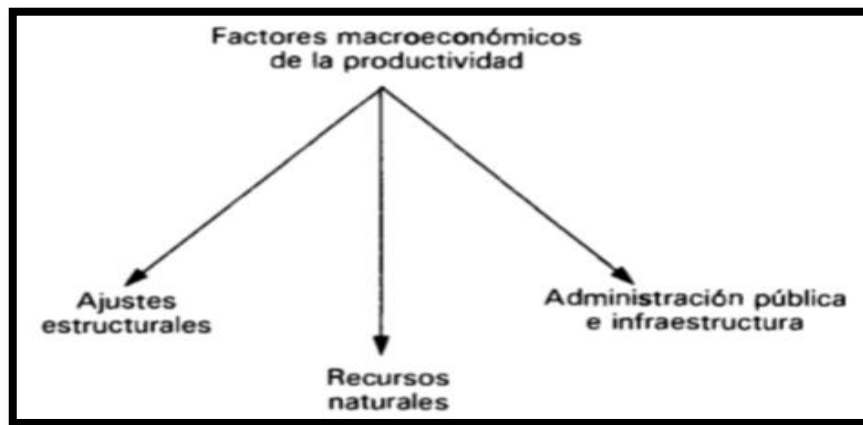 Factores macroeconómicos
de la productividad
Ajustes
estructurales
Recursos
naturales
Administración pública
e infraestructura